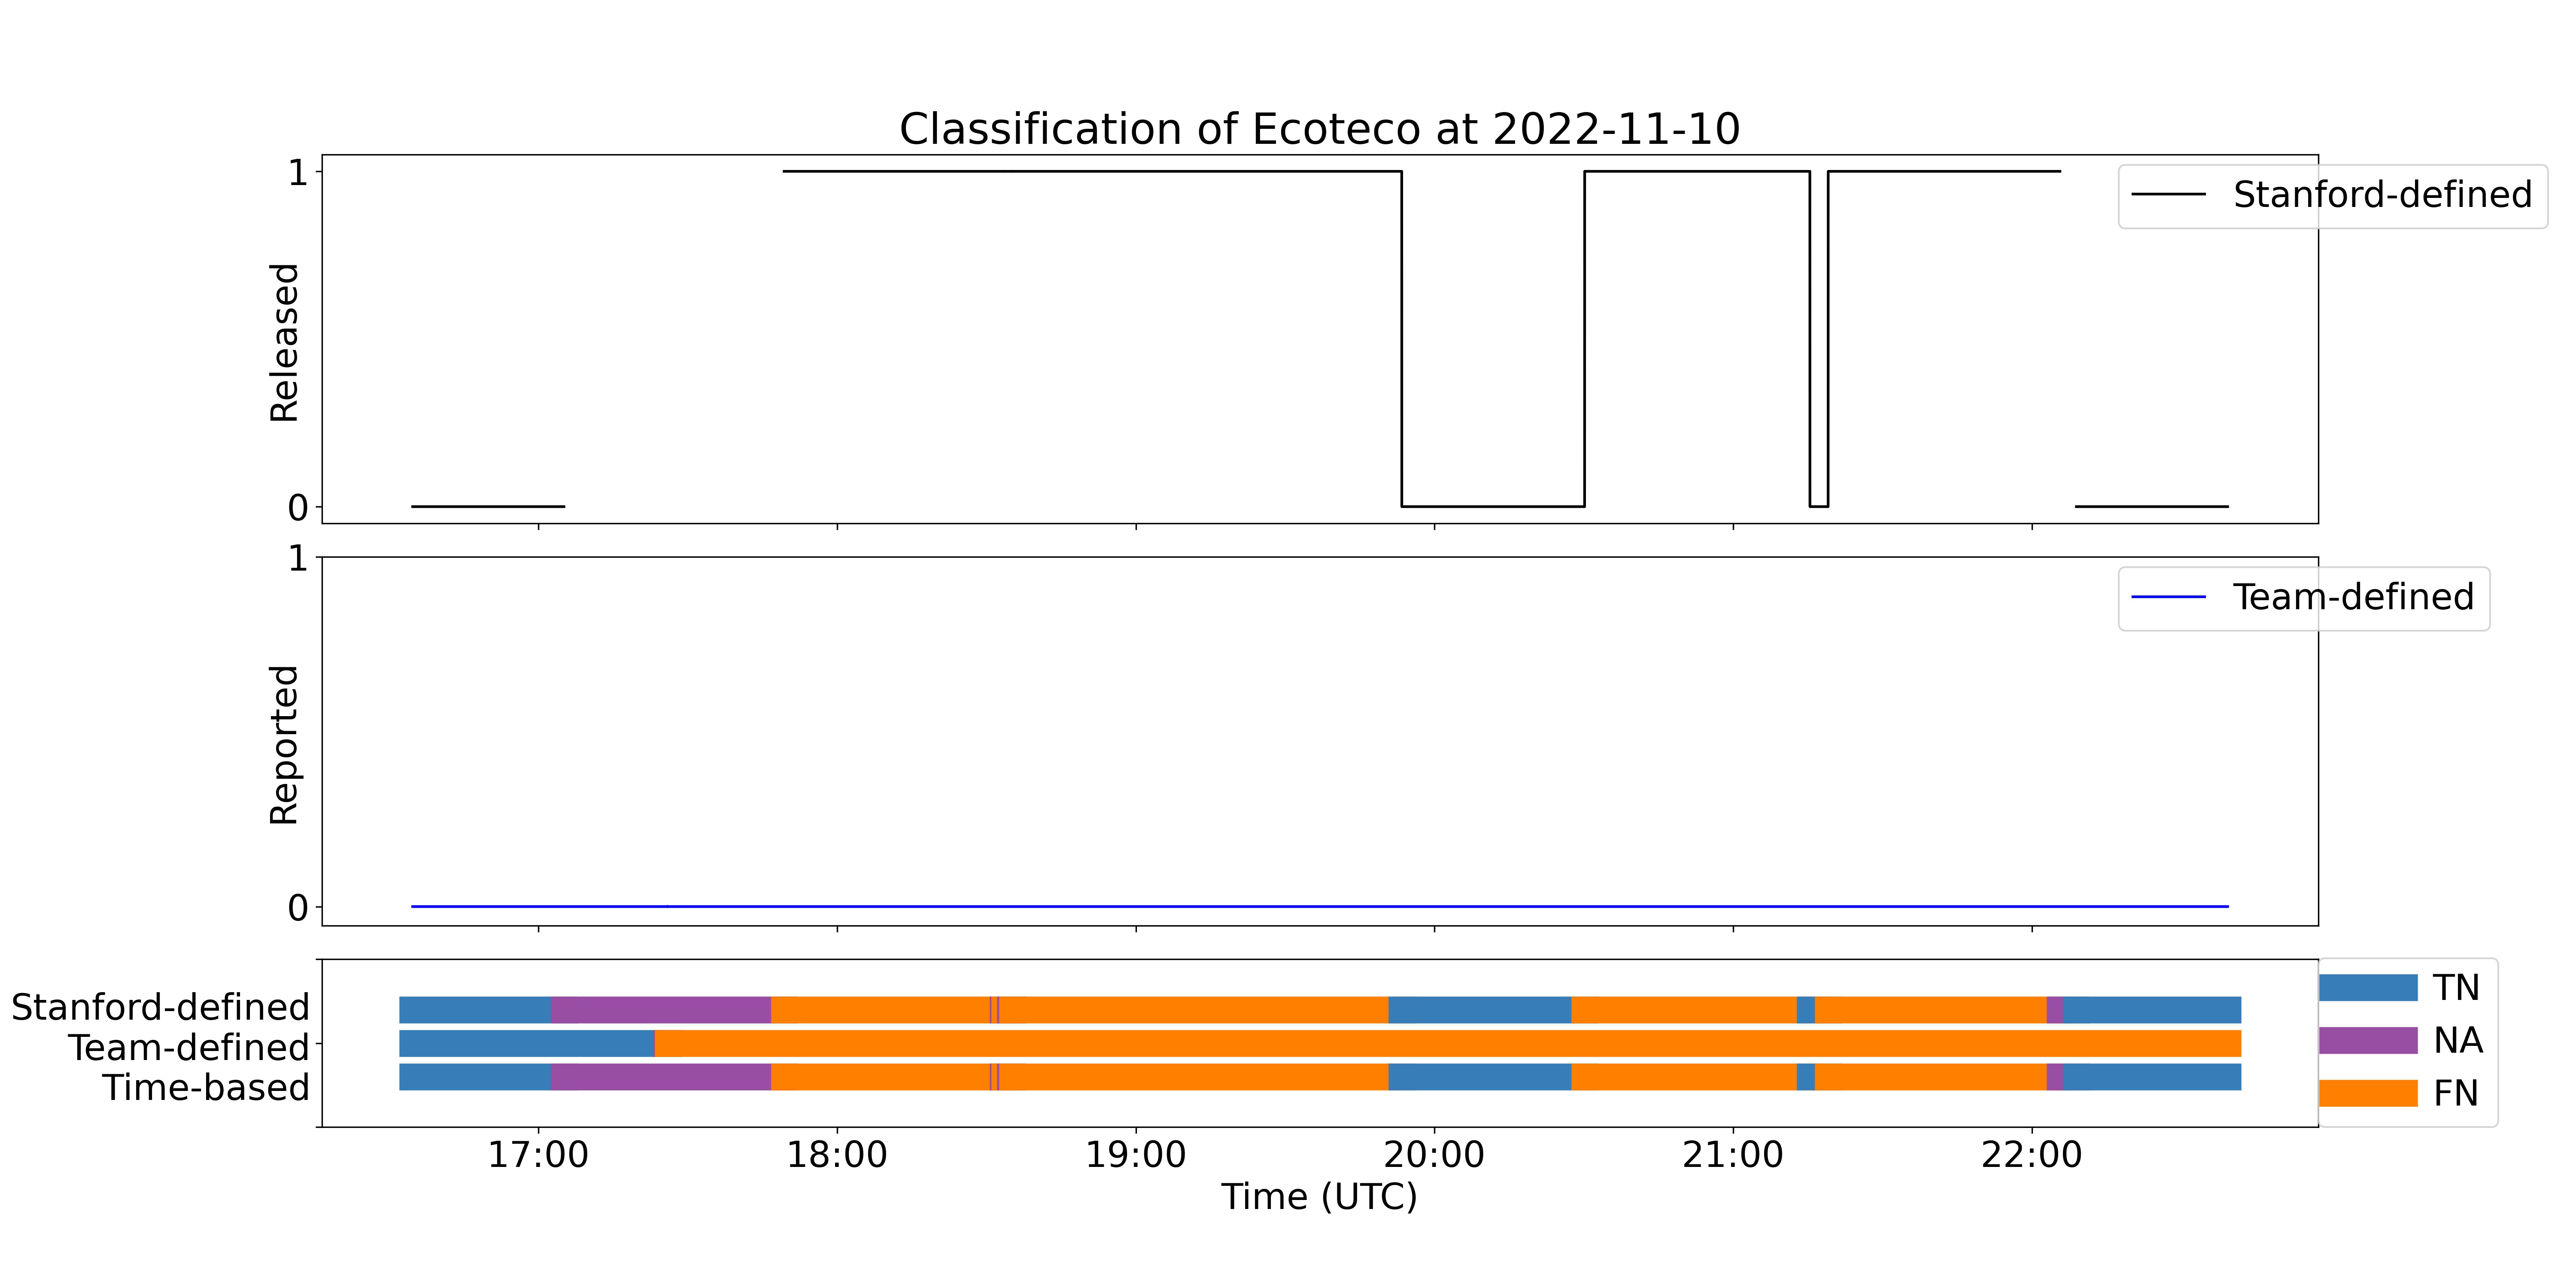 Classification of Ecoteco at 2022-11-10
1
Released
0
Stanford-defined
1
Reported
0
Team-defined
Stanford-defined
Team-defined
Time-based
TN
NA
FN
17:00 18:00 19:00 20:00 21:00 22:00
Time (UTC)